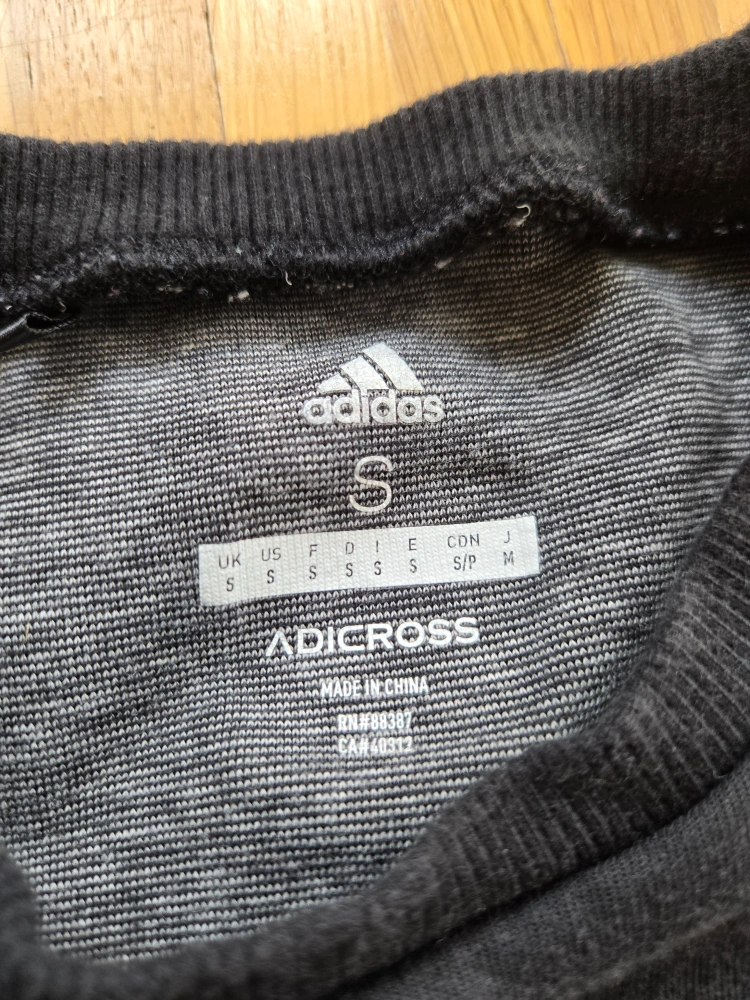 adidas
S
UK US F D I E CDN J
S S S S S S S/P M
ADICROSS
MADE IN CHINA
RN#88387
CA#40312